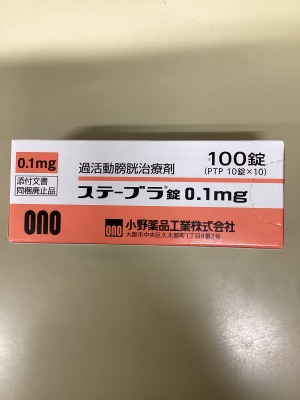 0.1mg
添付文書
同梱廃止品
過活動膀胱治療剤
100錠
(PTP 10錠×10)
ステーブラ®錠 0.1mg
ono
ono 小野薬品工業株式会社
大阪市中央区久太郎町1丁目8番2号